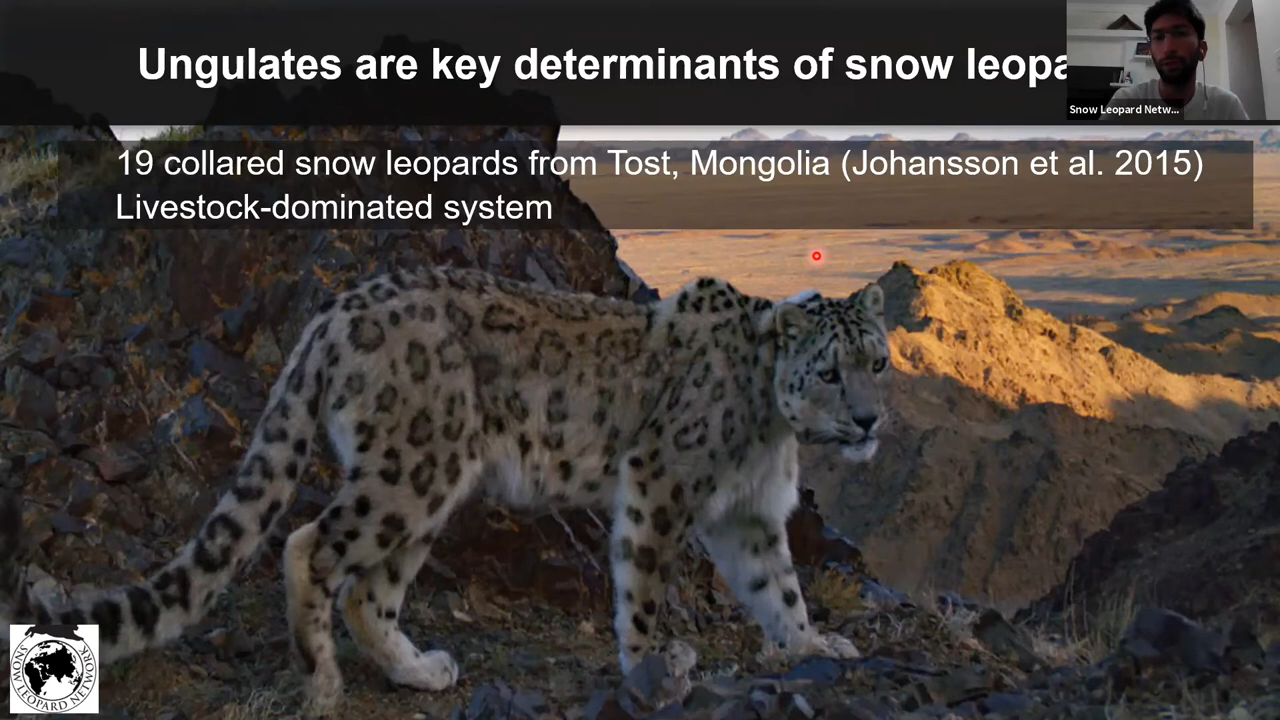 Ungulates are key determinants of snow leopa
Snow Leopard Netw...
19 collared snow leopards from Tost, Mongolia (Johansson et al. 2015)
Livestock-dominated system
SNOW LEOPARD NETWORK